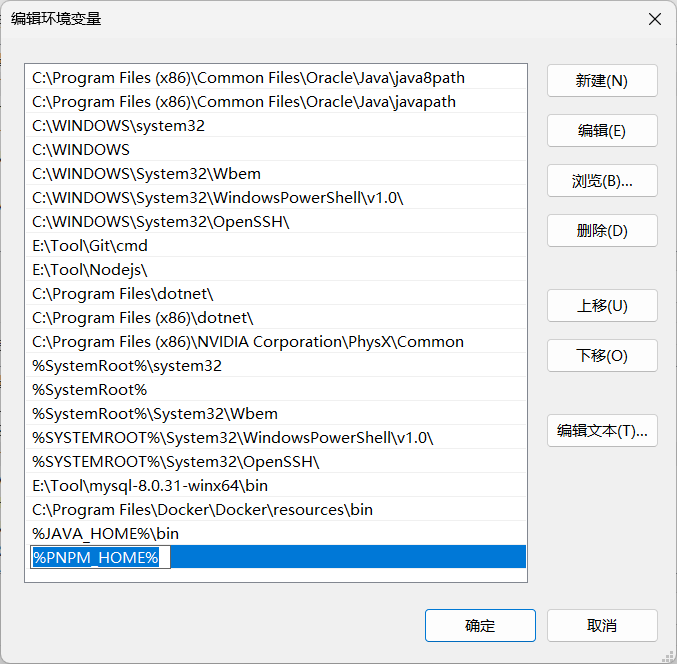 编辑环境变量
C:\Program Files (x86)\Common Files\Oracle\Java\java8path
C:\Program Files (x86)\Common Files\Oracle\Java\javapath
C:\WINDOWS\system32
C:\WINDOWS
C:\WINDOWS\System32\Wbem
C:\WINDOWS\System32\WindowsPowerShell\v1.0\
C:\WINDOWS\System32\OpenSSH\
E:\Tool\Git\cmd
E:\Tool\Nodejs\
C:\Program Files\dotnet\
C:\Program Files (x86)\dotnet\
C:\Program Files (x86)\NVIDIA Corporation\PhysX\Common
%SystemRoot%\system32
%SystemRoot%
%SystemRoot%\System32\Wbem
%SYSTEMROOT%\System32\WindowsPowerShell\v1.0\
%SYSTEMROOT%\System32\OpenSSH\
E:\Tool\mysql-8.0.31-winx64\bin
C:\Program Files\Docker\Docker\resources\bin
%JAVA_HOME%\bin
%PNPM_HOME%
新建(N)
编辑(E)
浏览(B)...
删除(D)
上移(U)
下移(O)
编辑文本(T)...
确定
取消